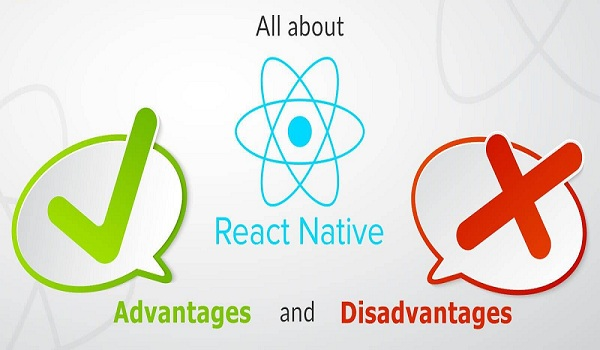 All about
React Native
Advantages and Disadvantages